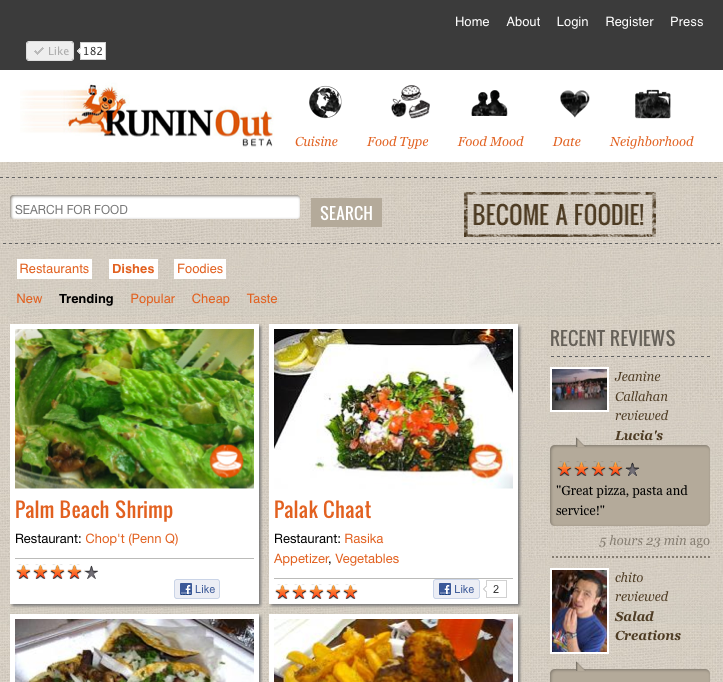 Home About Login Register Press
Like 182
RUNINOut
BETA
Cuisine Food Type Food Mood Date Neighborhood
SEARCH FOR FOOD SEARCH BECOME A FOODIE!
Restaurants Dishes Foodies
New Trending Popular Cheap Taste
Palm Beach Shrimp
Restaurant: Chop't (Penn Q)
Like
Palak Chaat
Restaurant: Rasika
Appetizer, Vegetables
Like 2
RECENT REVIEWS
Jeanine
Callahan
reviewed
Lucia's
"Great pizza, pasta and
service!"
5 hours 23 min ago
chito
reviewed
Salad
Creations